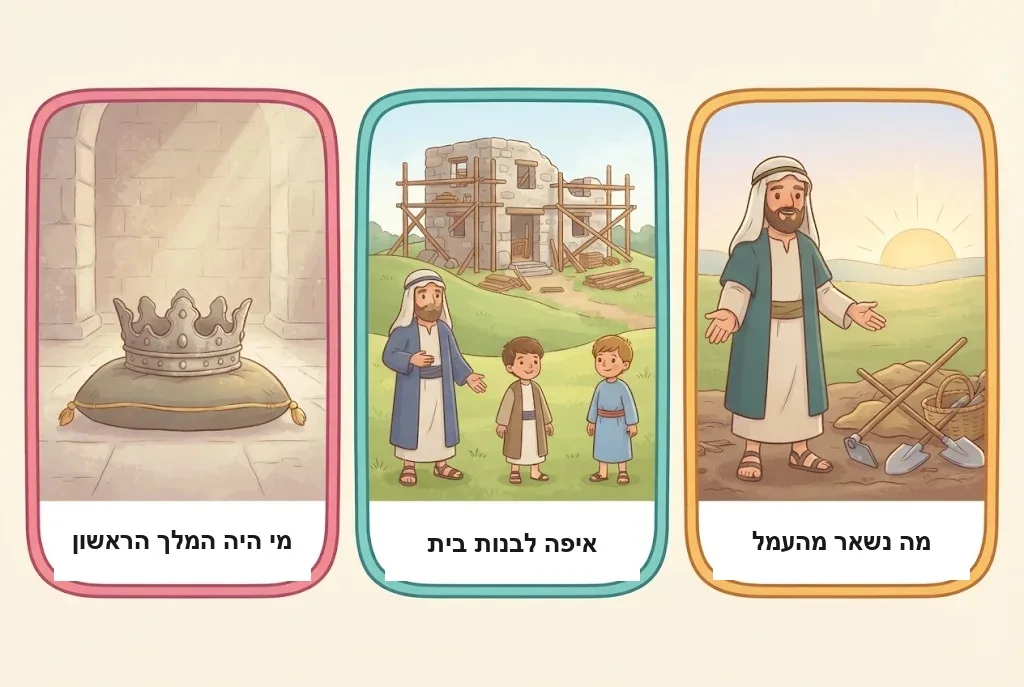 מה נשאר מהעמל
איפה לבנות בית
מי היה המלך הראשון